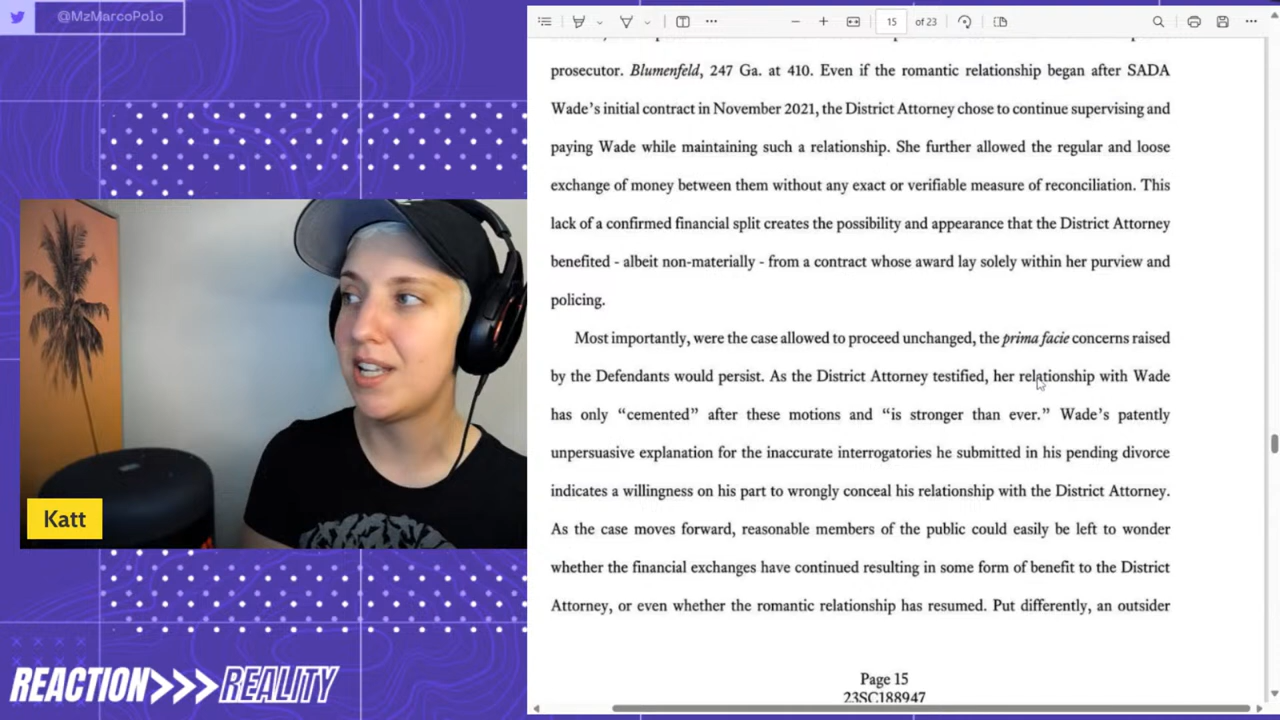 @MzMarcoPolo
15 of 23
prosecutor. Blumenfeld, 247 Ga. at 410. Even if the romantic relationship began after SADA
Wade's initial contract in November 2021, the District Attorney chose to continue supervising and
paying Wade while maintaining such a relationship. She further allowed the regular and loose
exchange of money between them without any exact or verifiable measure of reconciliation. This
lack of a confirmed financial split creates the possibility and appearance that the District Attorney
benefited - albeit non-materially - from a contract whose award lay solely within her purview and
policing.
Most importantly, were the case allowed to proceed unchanged, the prima facie concerns raised
by the Defendants would persist. As the District Attorney testified, her relationship with Wade
has only “cemented” after these motions and “is stronger than ever.” Wade's patently
unpersuasive explanation for the inaccurate interrogatories he submitted in his pending divorce
indicates a willingness on his part to wrongly conceal his relationship with the District Attorney.
As the case moves forward, reasonable members of the public could easily be left to wonder
whether the financial exchanges have continued resulting in some form of benefit to the District
Attorney, or even whether the romantic relationship has resumed. Put differently, an outsider
Page 15
23SC188947
Katt
REACTION>>>REALITY